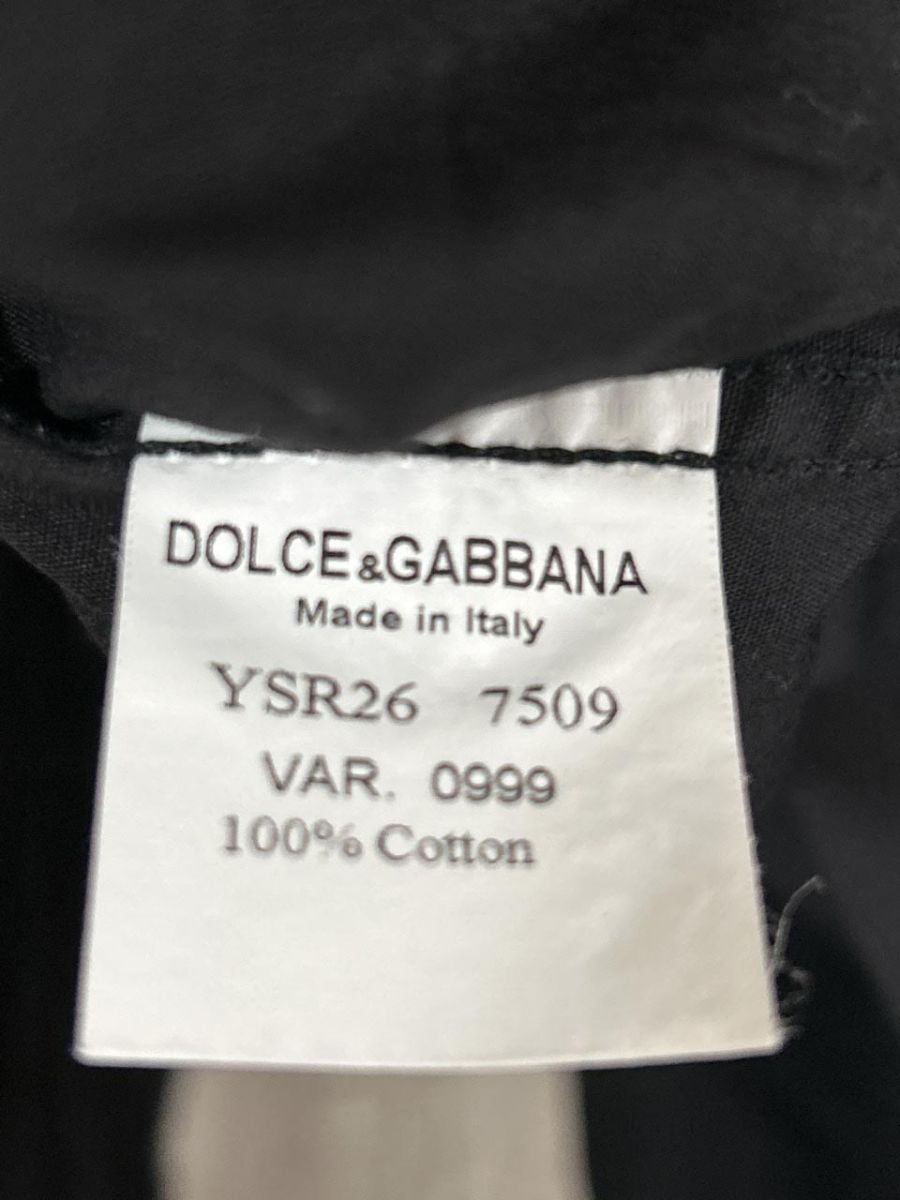 DOLCE&GABBANA
Made in Italy
YSR26 7509
VAR. 0999
100% Cotton